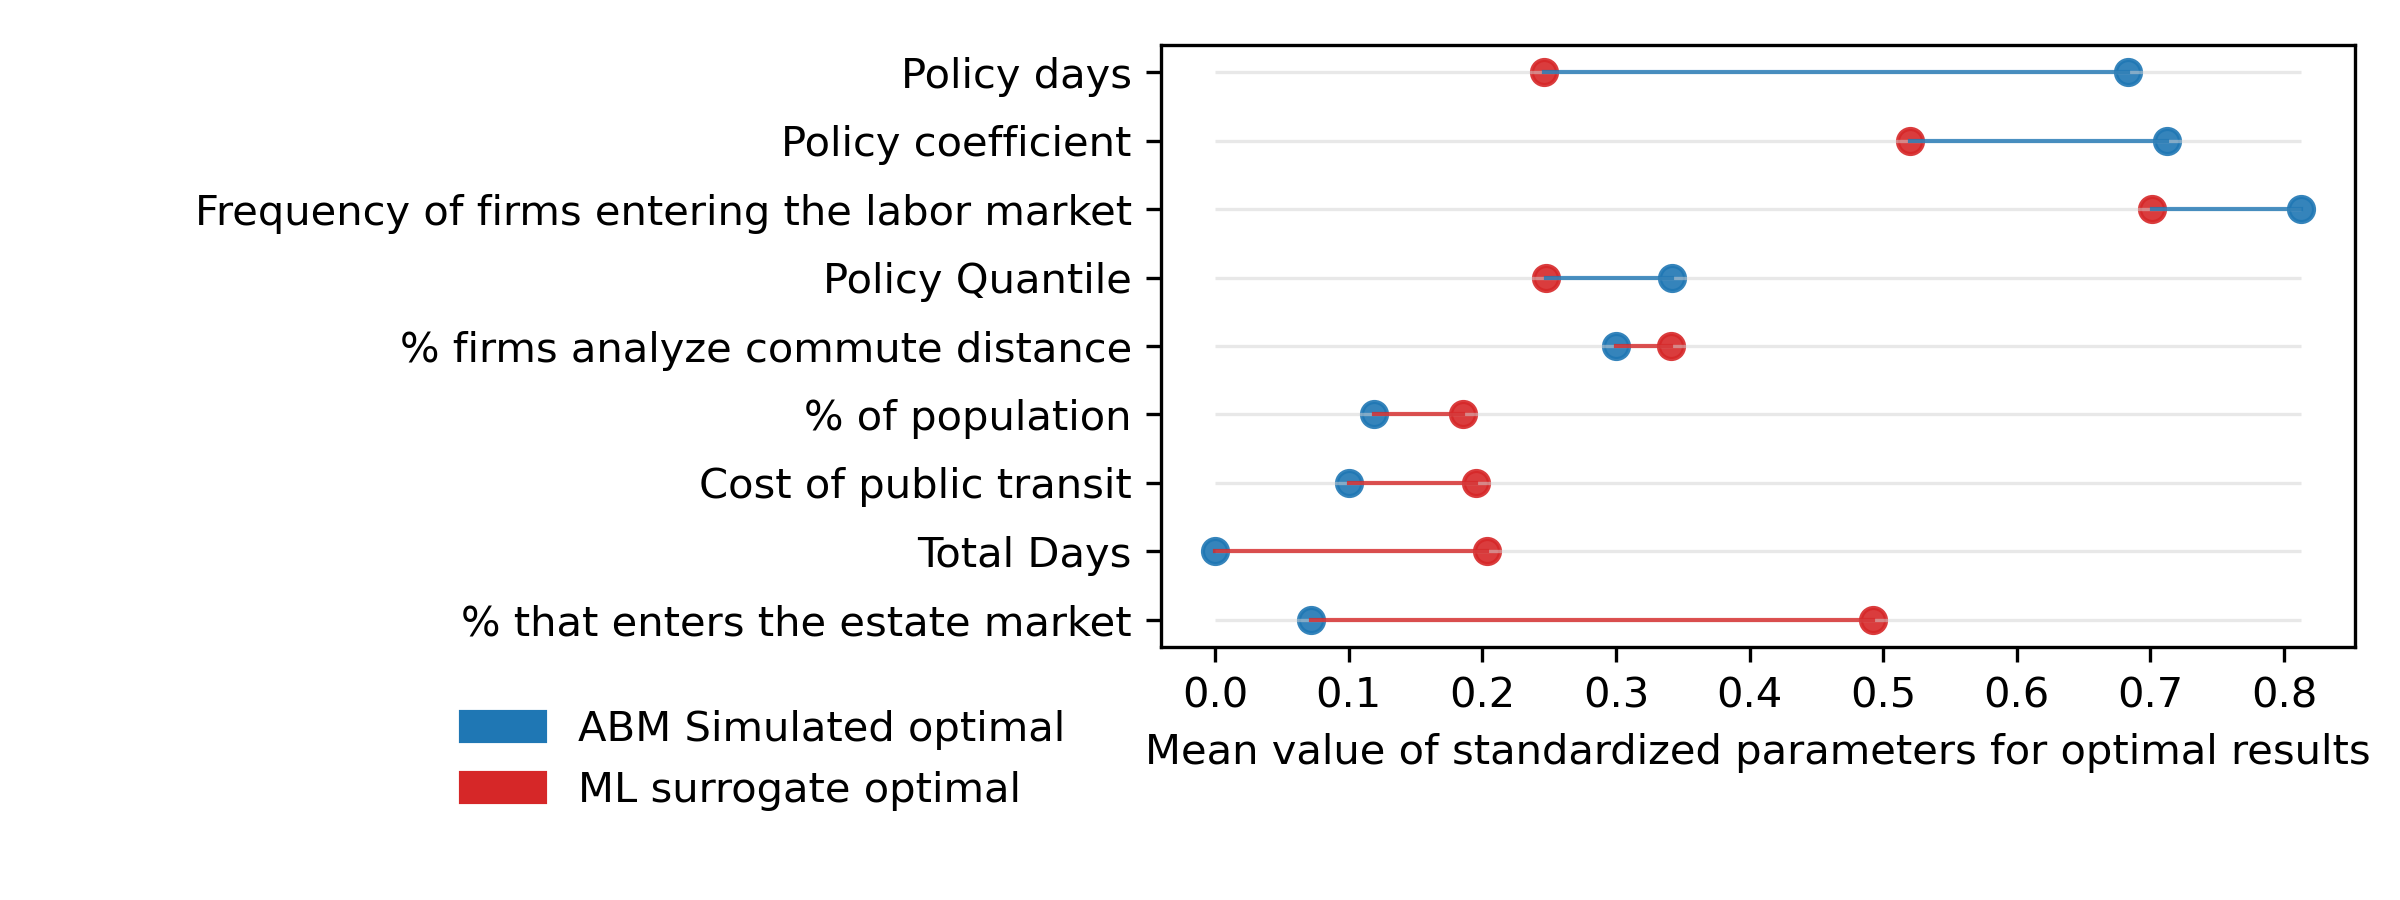 Policy days
Policy coefficient
Frequency of firms entering the labor market
Policy Quantile
% firms analyze commute distance
% of population
Cost of public transit
Total Days
% that enters the estate market
0.0 0.1 0.2 0.3 0.4 0.5 0.6 0.7 0.8
Mean value of standardized parameters for optimal results
ABM Simulated optimal
ML surrogate optimal